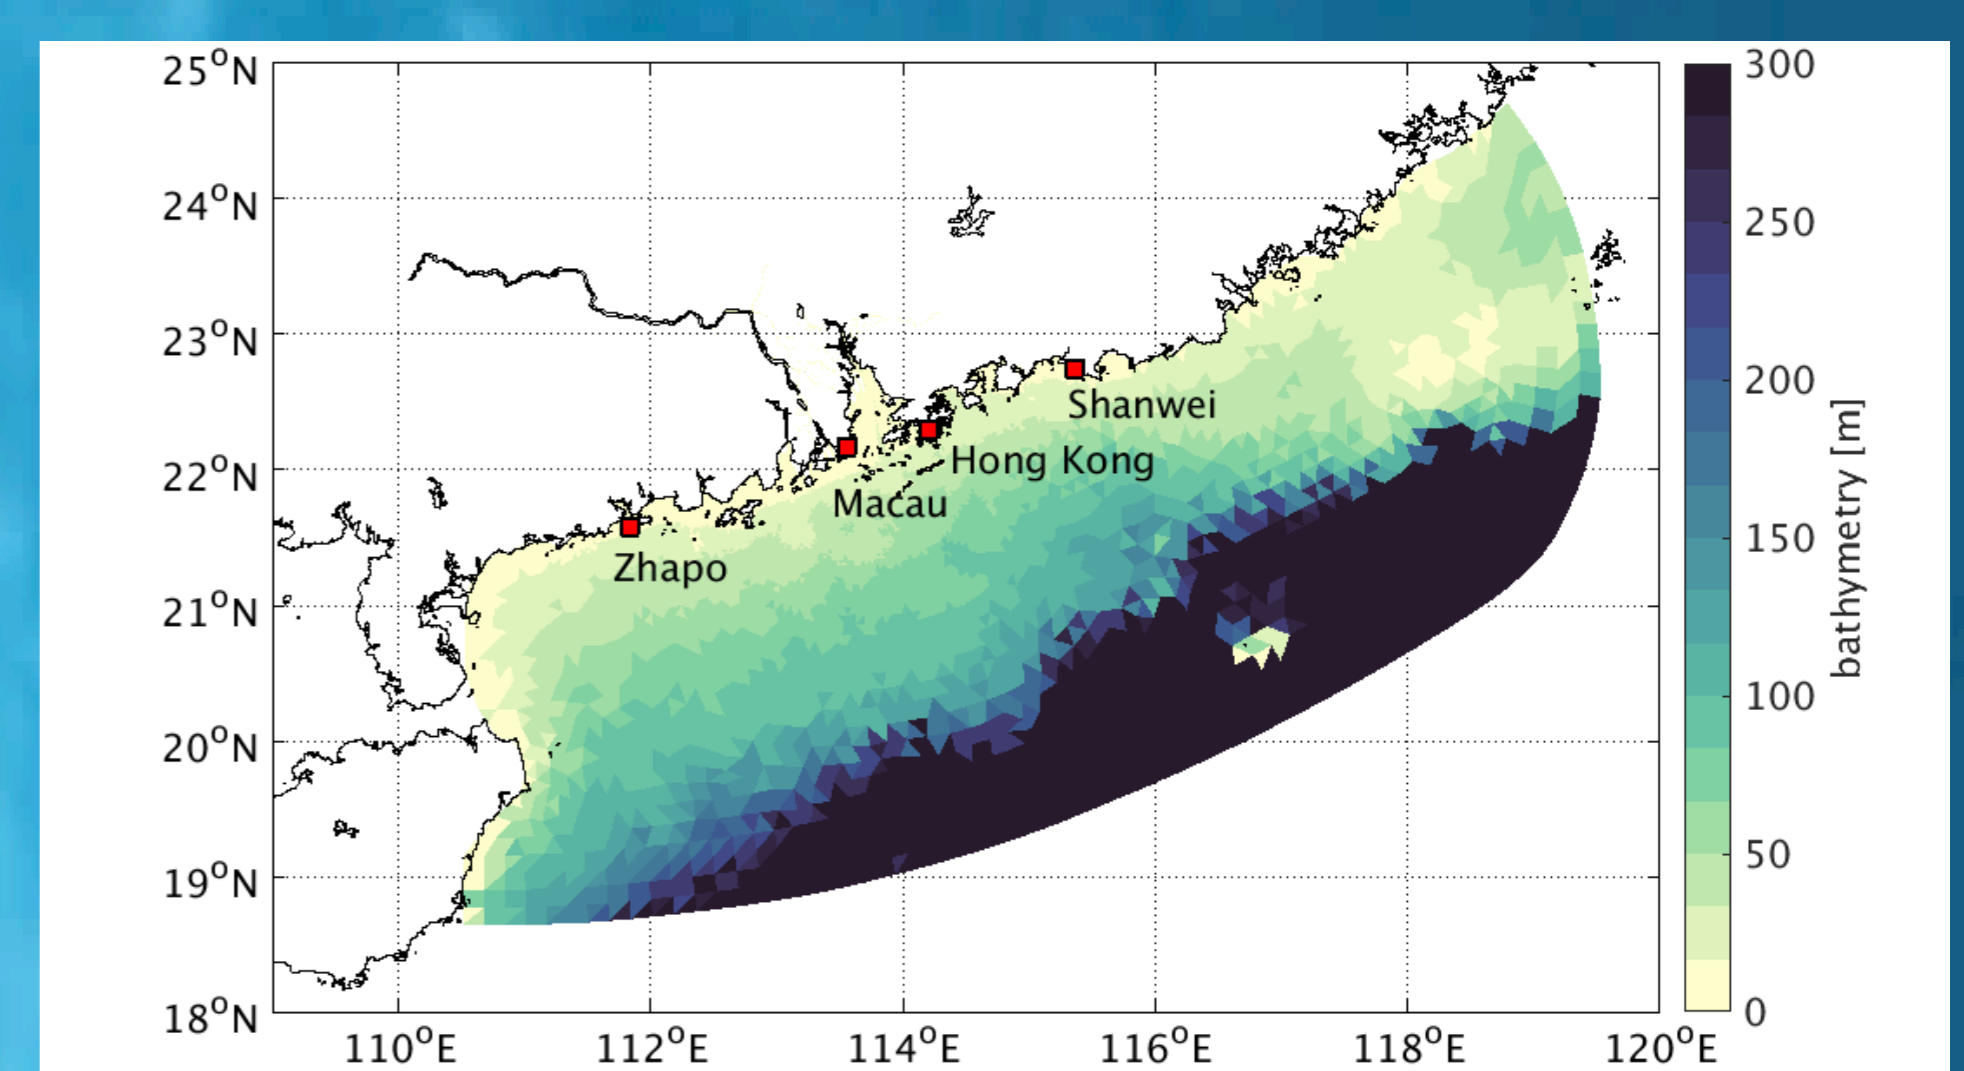 25°N
24°N
23°N
22°N
21°N
20°N
19°N
18°N
110°E
112°E
114°E
116°E
118°E
120°E
Shanwei
Hong Kong
Macau
Zhapo
300
250
200
150
100
50
0
bathymetry [m]